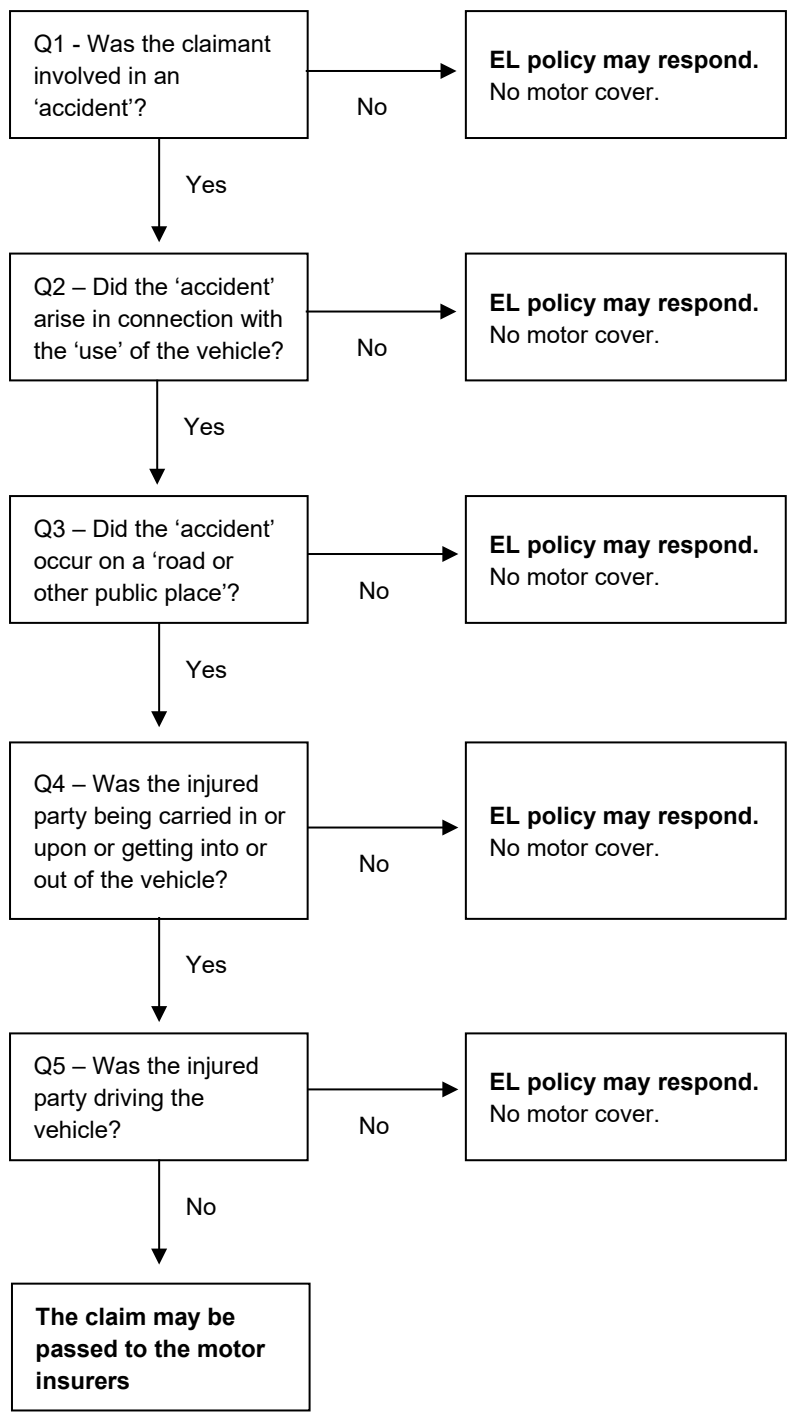 Q1 - Was the claimant
involved in an
‘accident’?
No
EL policy may respond.
No motor cover.
Yes
Q2 – Did the ‘accident’
arise in connection with
the ‘use’ of the vehicle?
No
EL policy may respond.
No motor cover.
Yes
Q3 – Did the ‘accident’
occur on a ‘road or
other public place’?
No
EL policy may respond.
No motor cover.
Yes
Q4 – Was the injured
party being carried in or
upon or getting into or
out of the vehicle?
No
EL policy may respond.
No motor cover.
Yes
Q5 – Was the injured
party driving the
vehicle?
No
EL policy may respond.
No motor cover.
No
The claim may be
passed to the motor
insurers